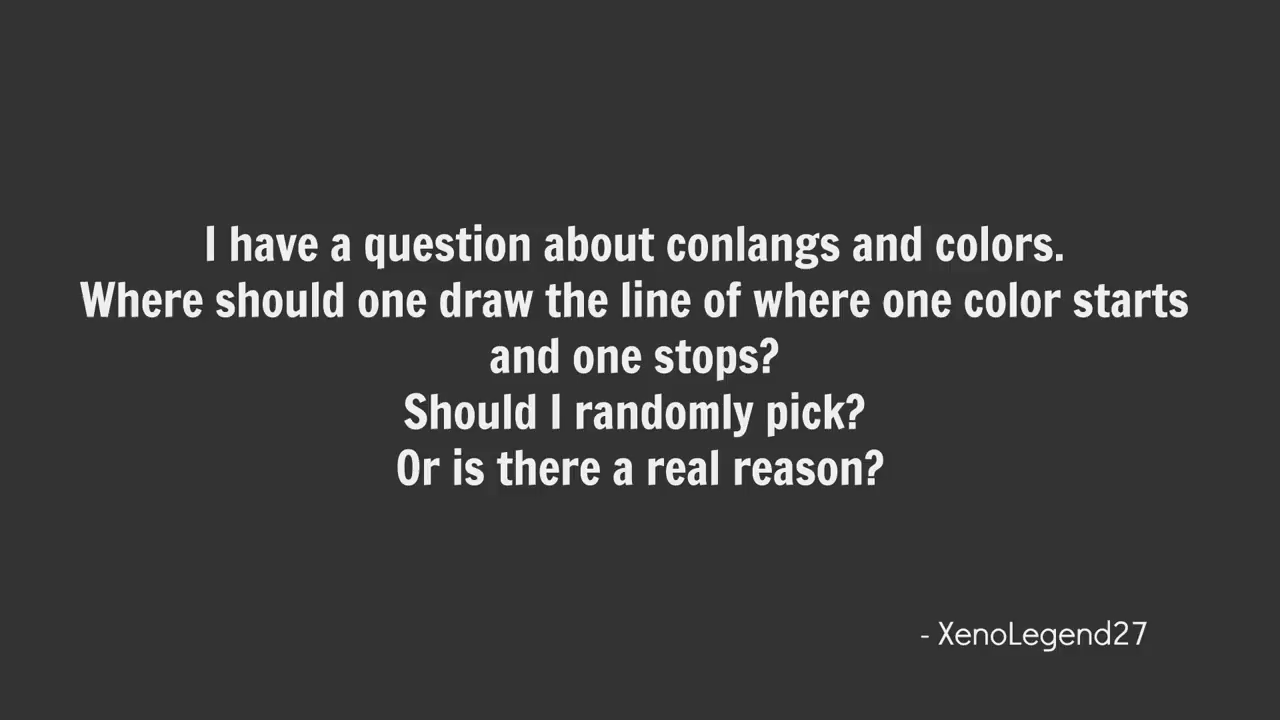 I have a question about conlangs and colors.
Where should one draw the line of where one color starts
and one stops?
Should I randomly pick?
Or is there a real reason?
- XenoLegend27